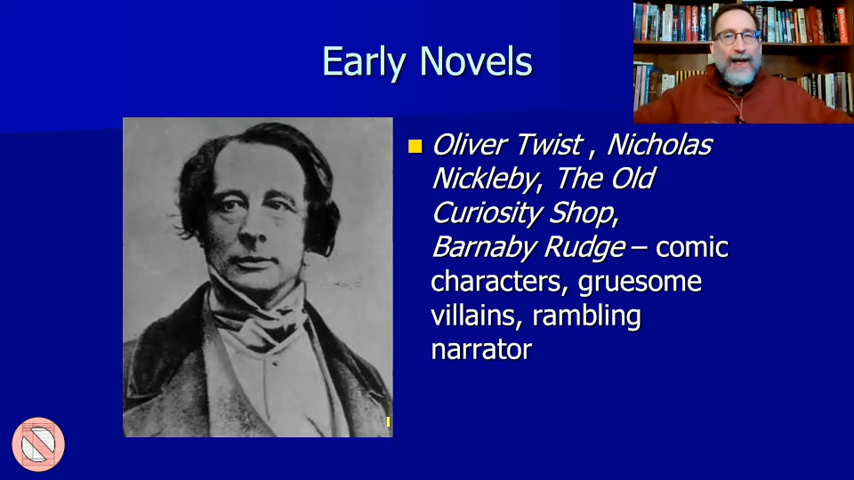 Early Novels
Oliver Twist , Nicholas
Nickleby, The Old
Curiosity Shop,
Barnaby Rudge – comic
characters, gruesome
villains, rambling
narrator